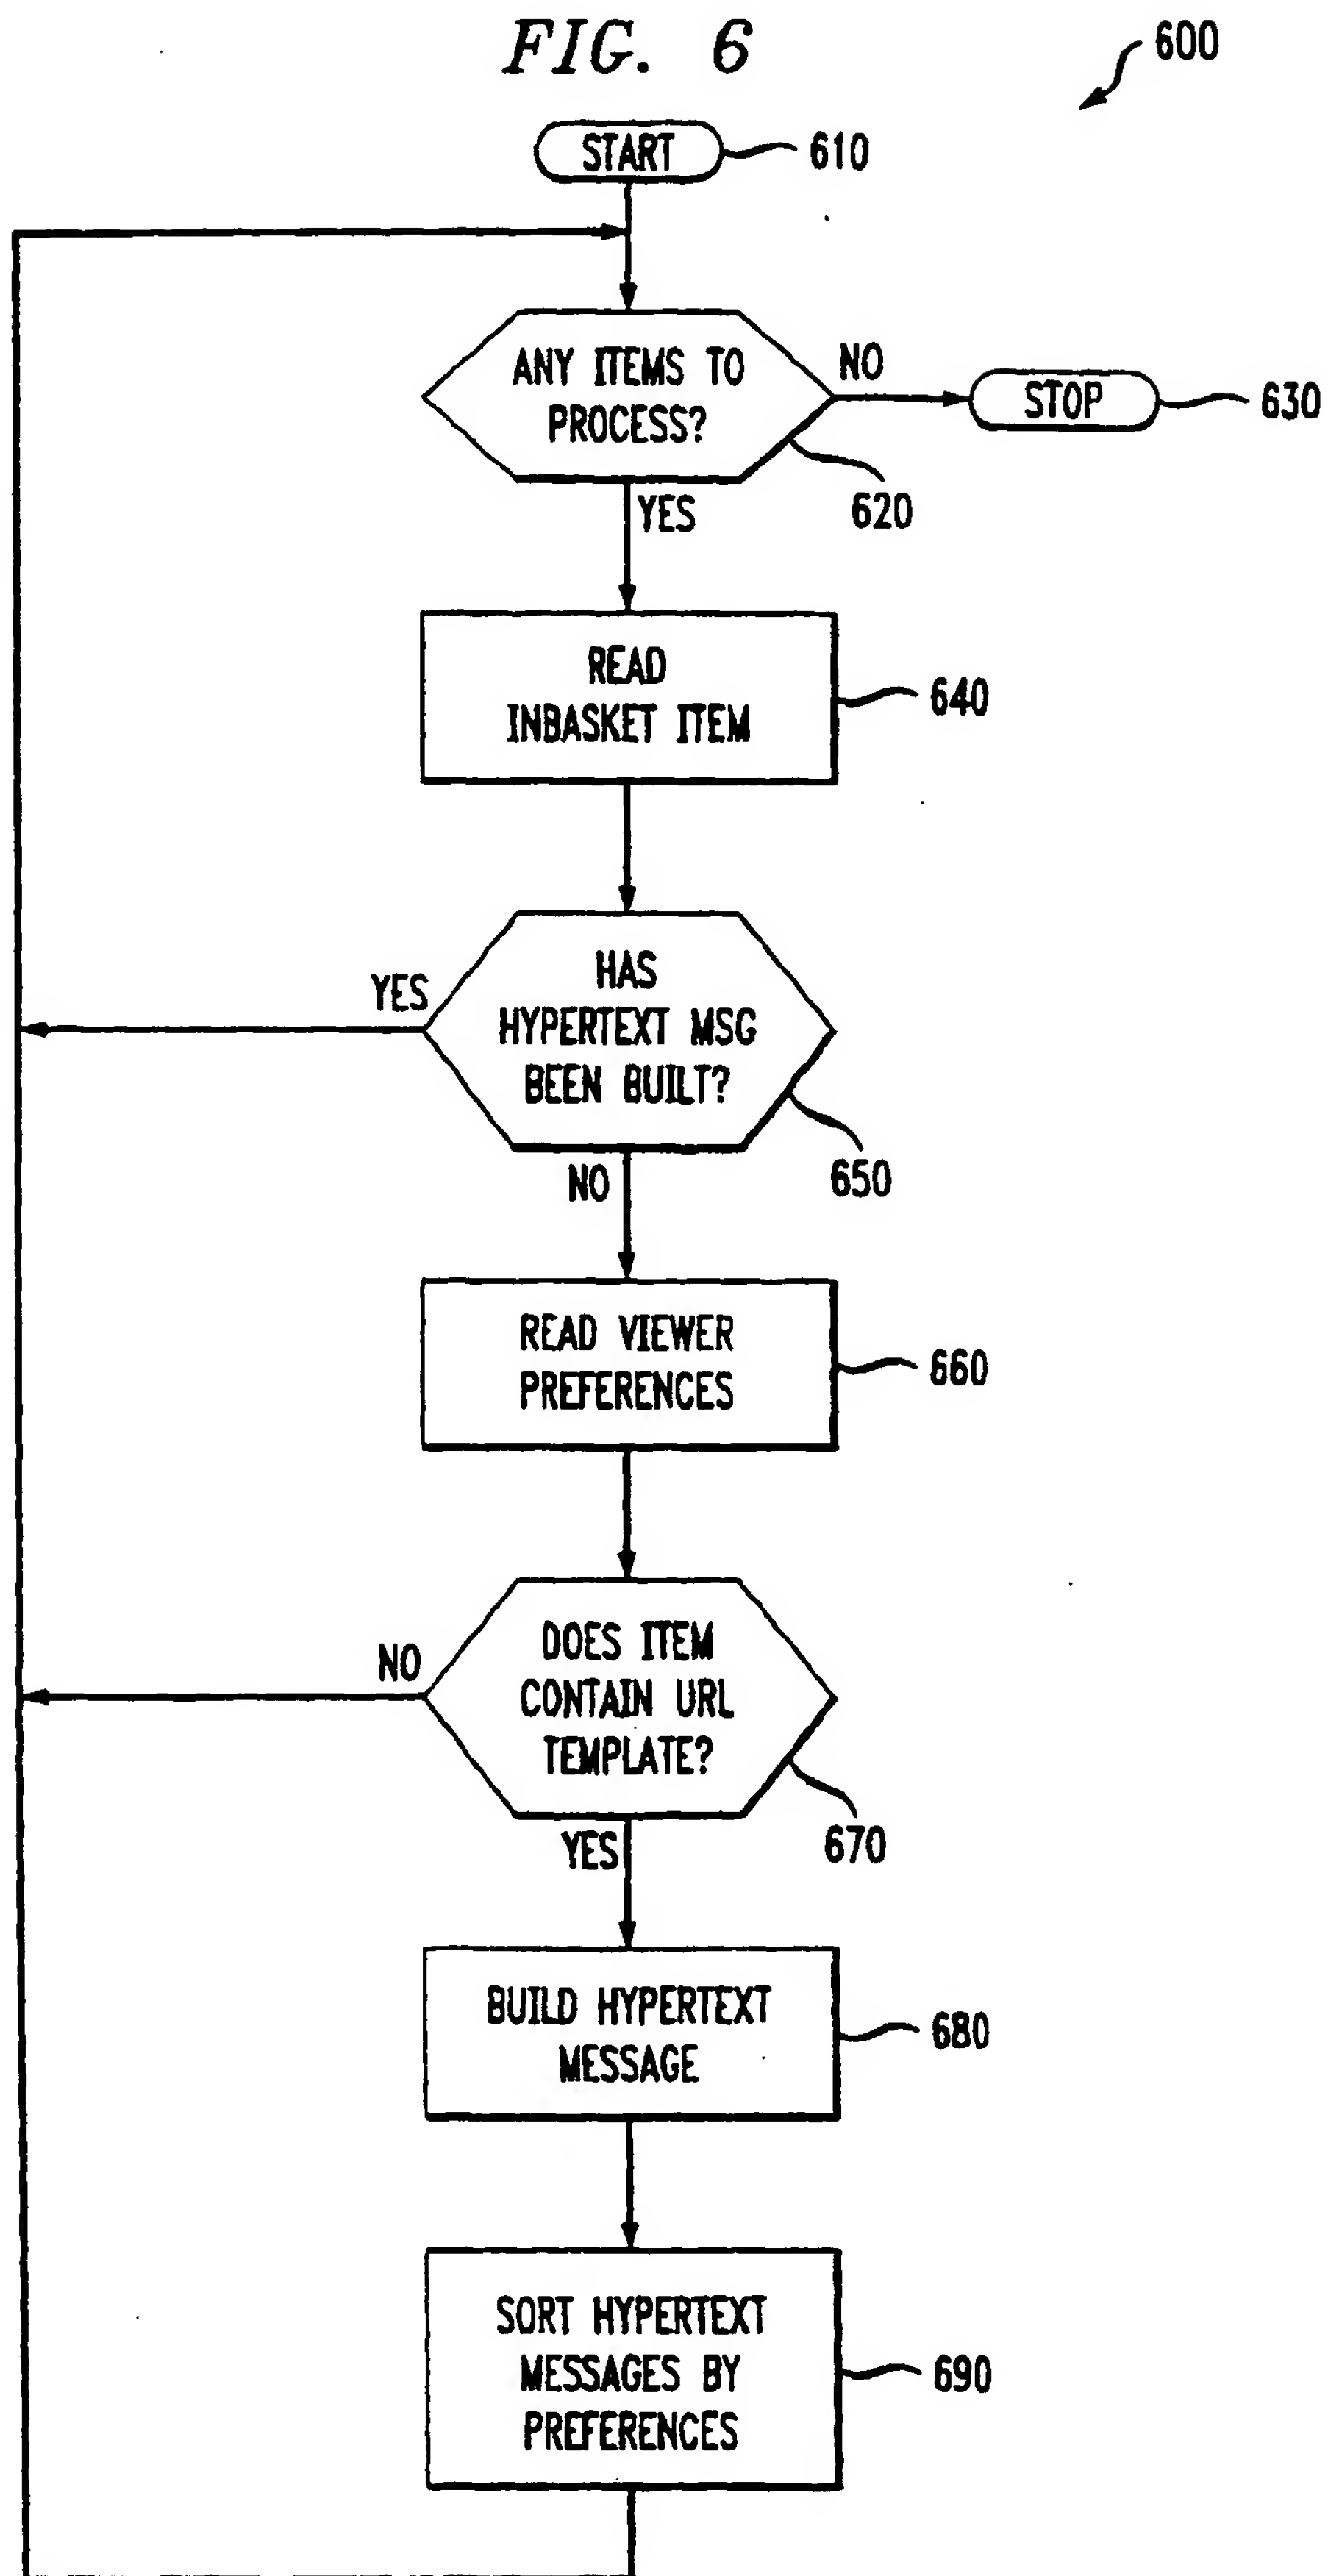 FIG. 6
600
START
610
ANY ITEMS TO
PROCESS?
NO
STOP
630
620
YES
READ
INBASKET ITEM
640
HAS
HYPERTEXT MSG
BEEN BUILT?
YES
650
NO
READ VIEWER
PREFERENCES
660
DOES ITEM
CONTAIN URL
TEMPLATE?
NO
670
YES
BUILD HYPERTEXT
MESSAGE
680
SORT HYPERTEXT
MESSAGES BY
PREFERENCES
690